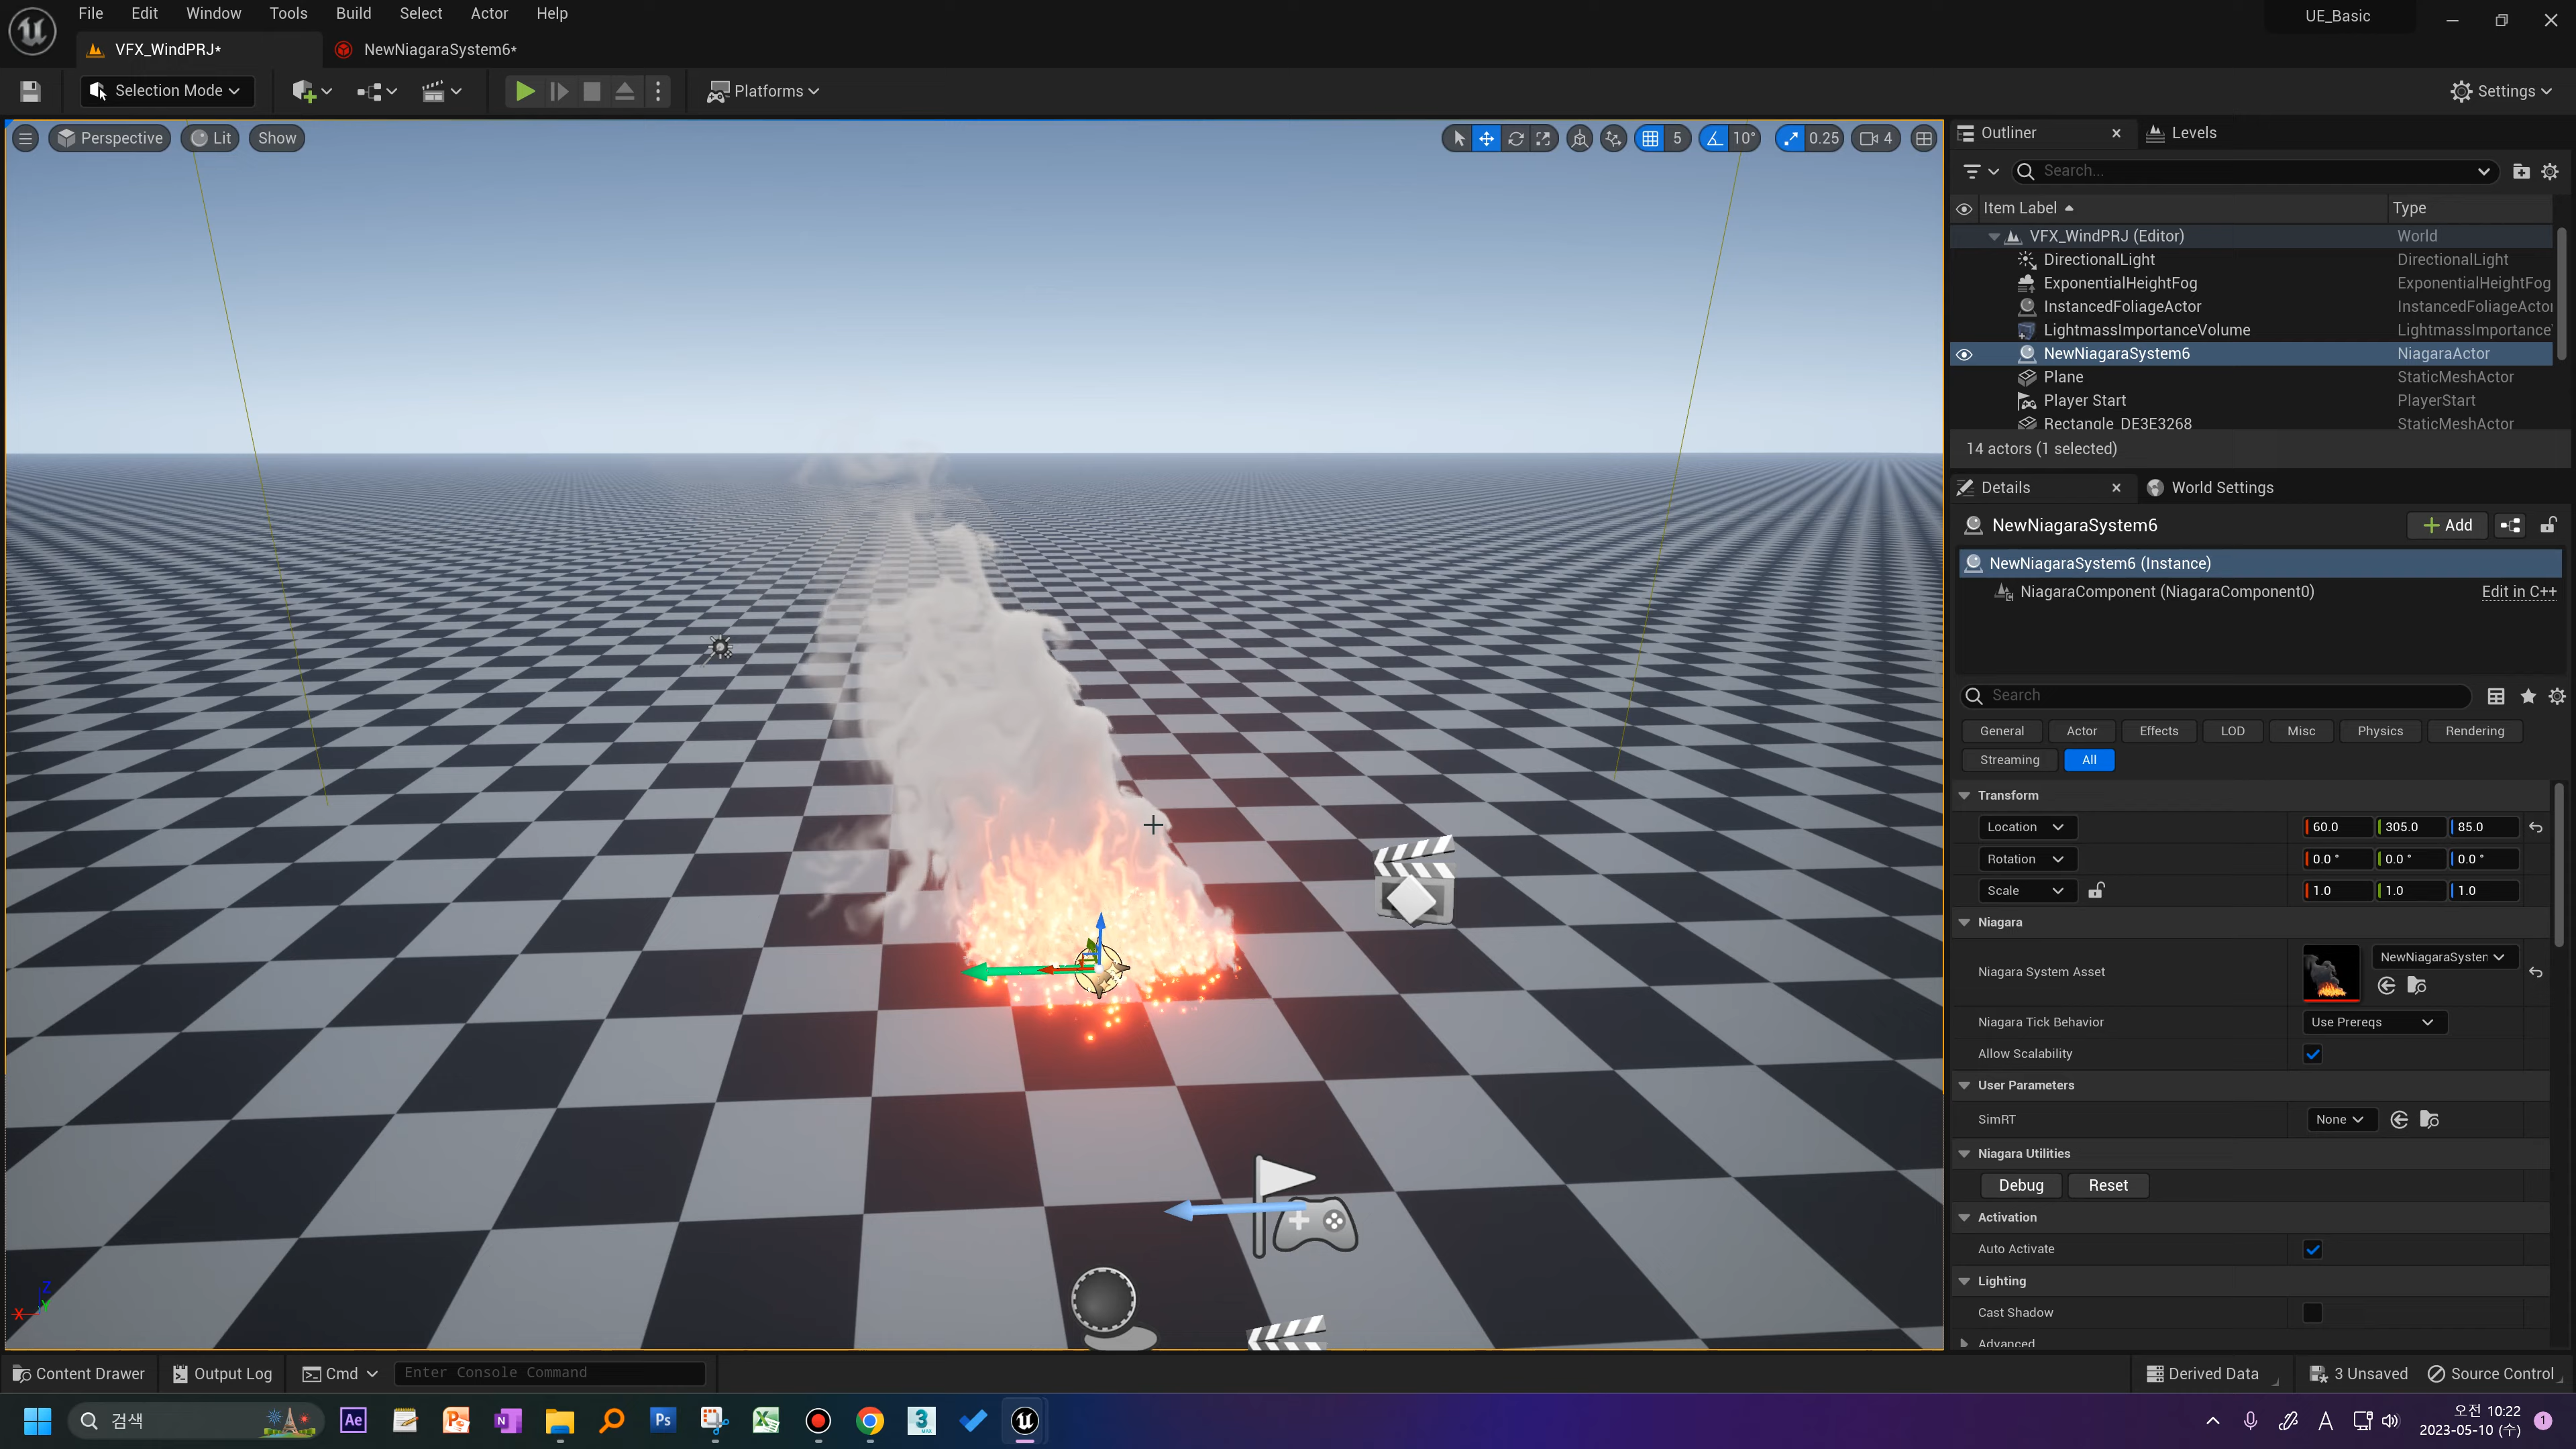 File Edit Window Tools Build Select Actor Help
UE_Basic
VFX_WindPRJ*
NewNiagaraSystem6*
Selection Mode
Platforms
Settings
Perspective
Lit
Show
5
10°
0.25
4
Outliner
Levels
Search...
Item Label
Type
VFX_WindPRJ (Editor)
World
DirectionalLight
DirectionalLight
ExponentialHeightFog
ExponentialHeightFog
InstancedFoliageActor
InstancedFoliageActor
LightmassImportanceVolume
LightmassImportance
NewNiagaraSystem6
NiagaraActor
Plane
StaticMeshActor
Player Start
PlayerStart
Rectangle_DE3E3268
StaticMeshActor
14 actors (1 selected)
Details
World Settings
NewNiagaraSystem6
Add
NewNiagaraSystem6 (Instance)
NiagaraComponent (NiagaraComponent0)
Edit in C++
Search
General Actor Effects LOD Misc Physics Rendering
Streaming All
Transform
Location
60.0 305.0 85.0
Rotation
0.0 ° 0.0 ° 0.0 °
Scale
1.0 1.0 1.0
Niagara
Niagara System Asset
NewNiagaraSystem
Niagara Tick Behavior
Use Prereqs
Allow Scalability
User Parameters
SimRT
None
Niagara Utilities
Debug Reset
Activation
Auto Activate
Lighting
Cast Shadow
Advanced
Z
X
Y
Content Drawer
Output Log
Cmd
Enter Console Command
Derived Data
3 Unsaved
Source Control
검색
Ae
Ps
3
MAX
A
오전 10:22
2023-05-10 (수)
1